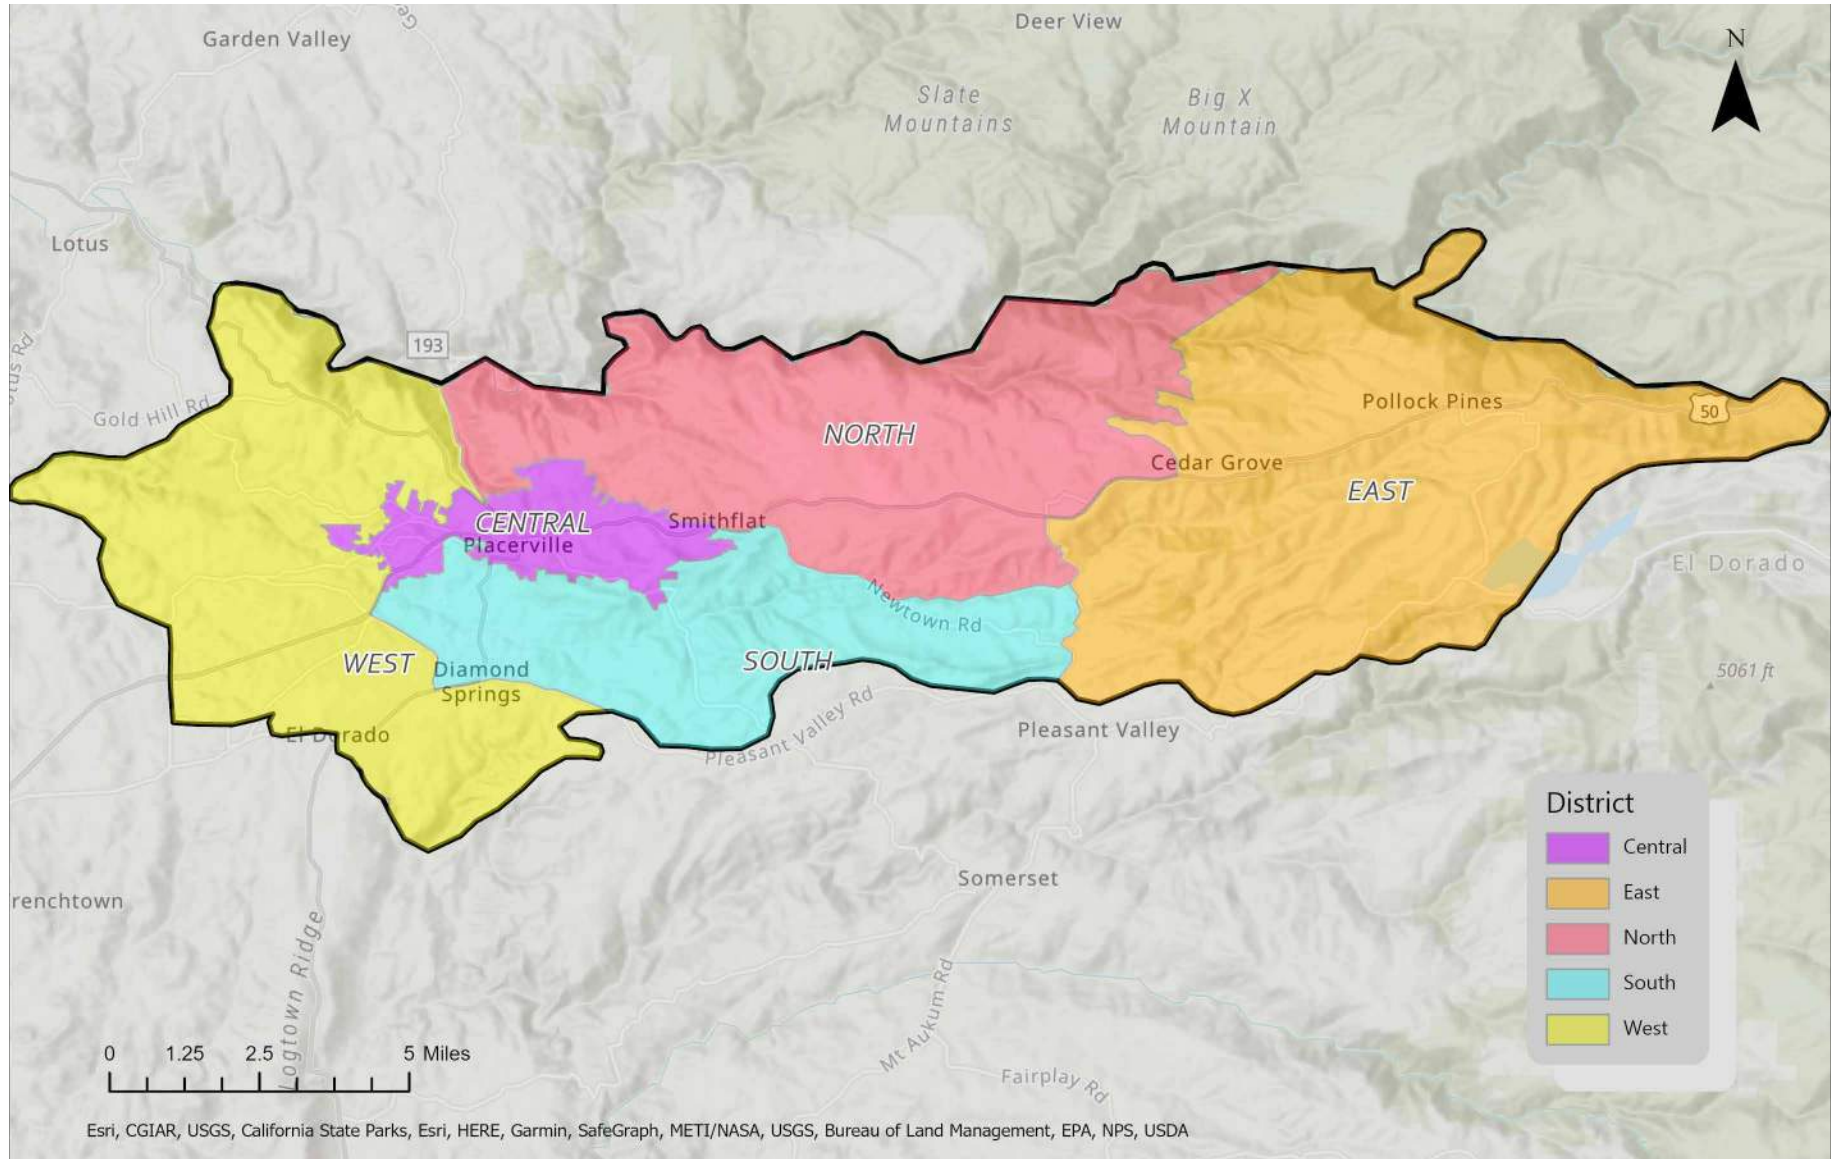 Deer View
Garden Valley
N
Slate
Mountains
Big X
Mountain
Lotus
193
Gold Hill Rd
Pollock Pines
50
NORTH
Cedar Grove
EAST
CENTRAL
Smithflat
Placerville
El Dorado
Newtown Rd
WEST
SOUTH
Diamond
Springs
5061 ft
Pleasant Valley Rd
Pleasant Valley
El Dorado
District
Central
East
North
South
West
Somerset
renchtown
Logtown Ridge
Mt Aukum Rd
Fairplay Rd
0 1.25 2.5 5 Miles
Esri, CGIAR, USGS, California State Parks, Esri, HERE, Garmin, SafeGraph, METI/NASA, USGS, Bureau of Land Management, EPA, NPS, USDA